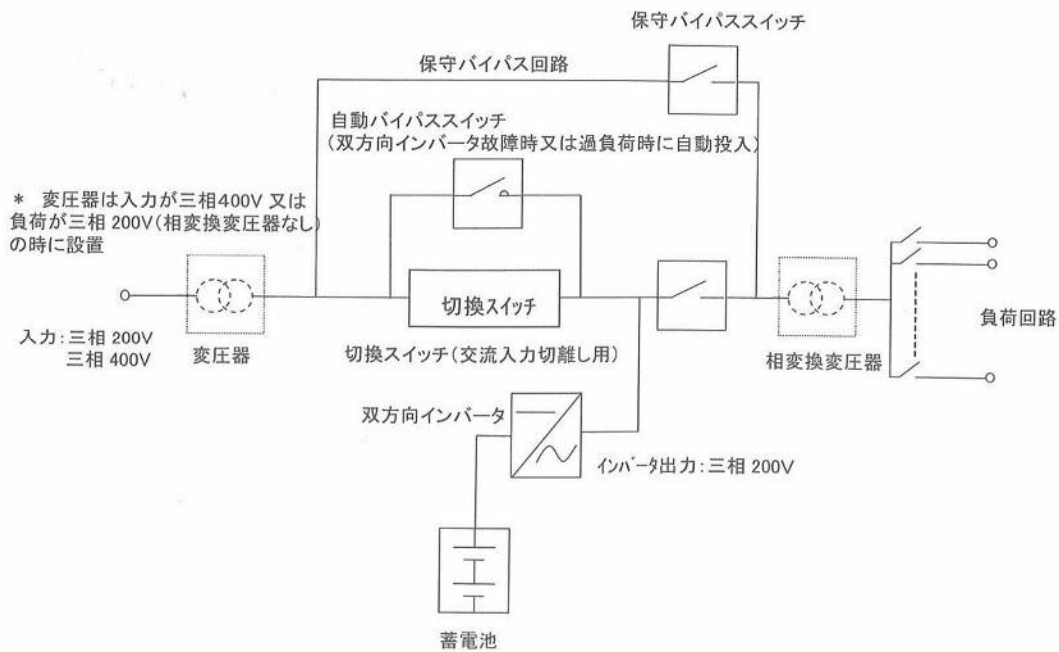 保守バイパススイッチ
保守バイパス回路
自動バイパススイッチ
(双方向インバータ故障時又は過負荷時に自動投入)
* 変圧器は入力が三相400V 又は
負荷が三相 200V(相変換変圧器なし)
の時に設置
切換スイッチ
負荷回路
入力:三相 200V
三相 400V
変圧器
切換スイッチ(交流入力切離し用)
相変換変圧器
双方向インバータ
インバータ出力:三相 200V
蓄電池